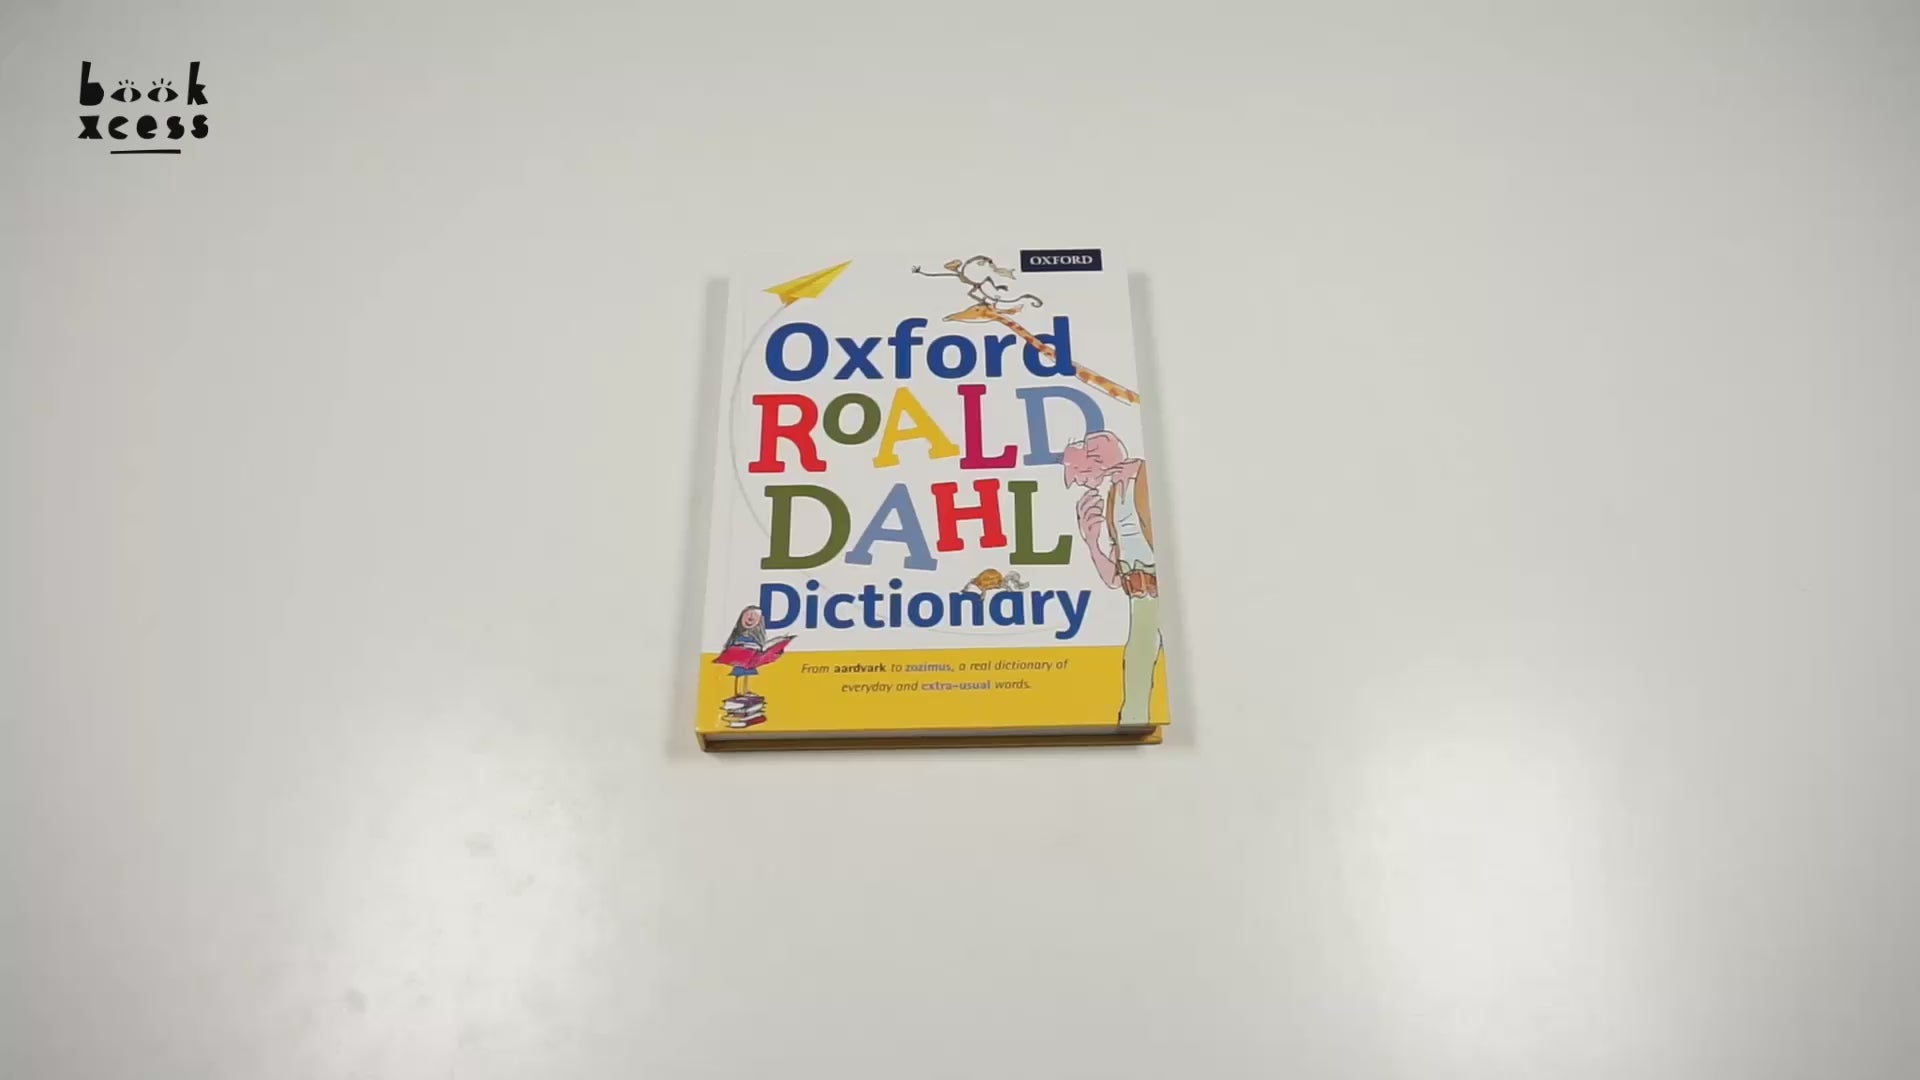 book
xcess
OXFORD
Oxford
ROALD
DAHL
Dictionary
From aardvark to zozimus, a real dictionary of
everyday and extra-usual words.